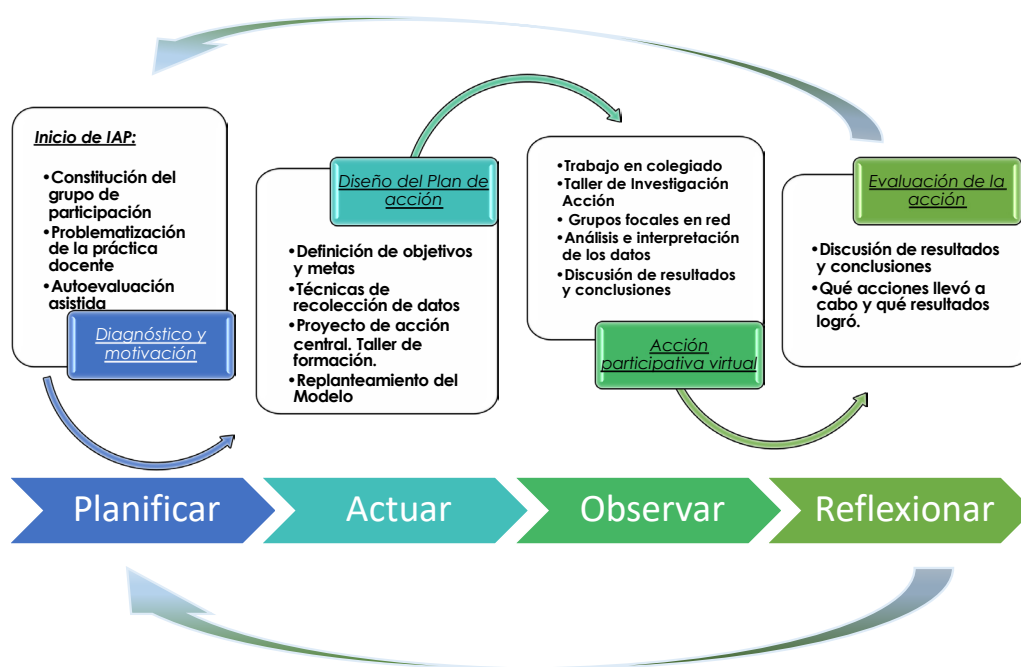 Inicio de IAP:
•Constitución del
grupo de
participación
•Problematización
de la práctica
docente
•Autoevaluación
asistida
Diagnóstico y
motivación
Diseño del Plan de
acción
•Definición de objetivos
y metas
•Técnicas de
recolección de datos
•Proyecto de acción
central. Taller de
formación.
•Replanteamiento del
Modelo
•Trabajo en colegiado
•Taller de Investigación
Acción
• Grupos focales en red
•Análisis e interpretación
de los datos
•Discusión de resultados
y conclusiones
Acción
participativa virtual
Evaluación de la
acción
•Discusión de resultados
y conclusiones
•Qué acciones llevó a
cabo y qué resultados
logró.
Planificar
Actuar
Observar
Reflexionar